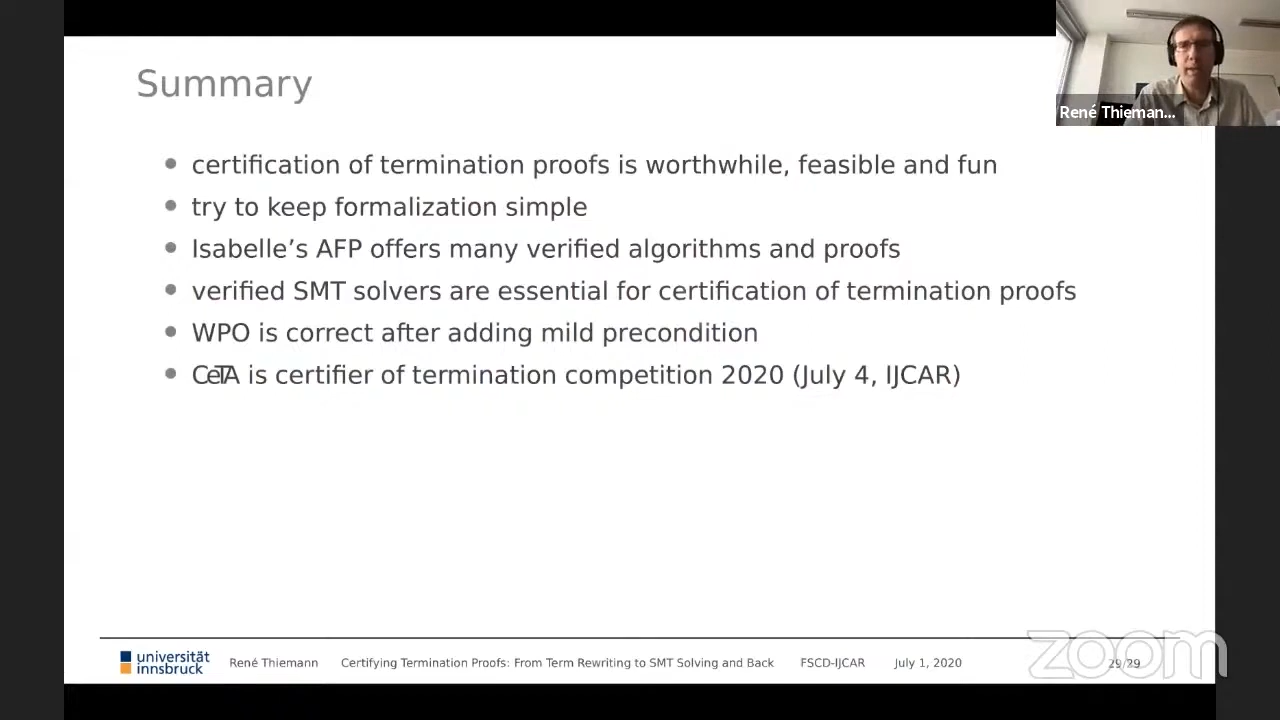 Summary
René Thieman...
certification of termination proofs is worthwhile, feasible and fun
try to keep formalization simple
Isabelle’s AFP offers many verified algorithms and proofs
verified SMT solvers are essential for certification of termination proofs
WPO is correct after adding mild precondition
CeTA is certifier of termination competition 2020 (July 4, IJCAR)
universität
innsbruck
René Thiemann Certifying Termination Proofs: From Term Rewriting to SMT Solving and Back FSCD-IJCAR July 1, 2020 29/29
zoom